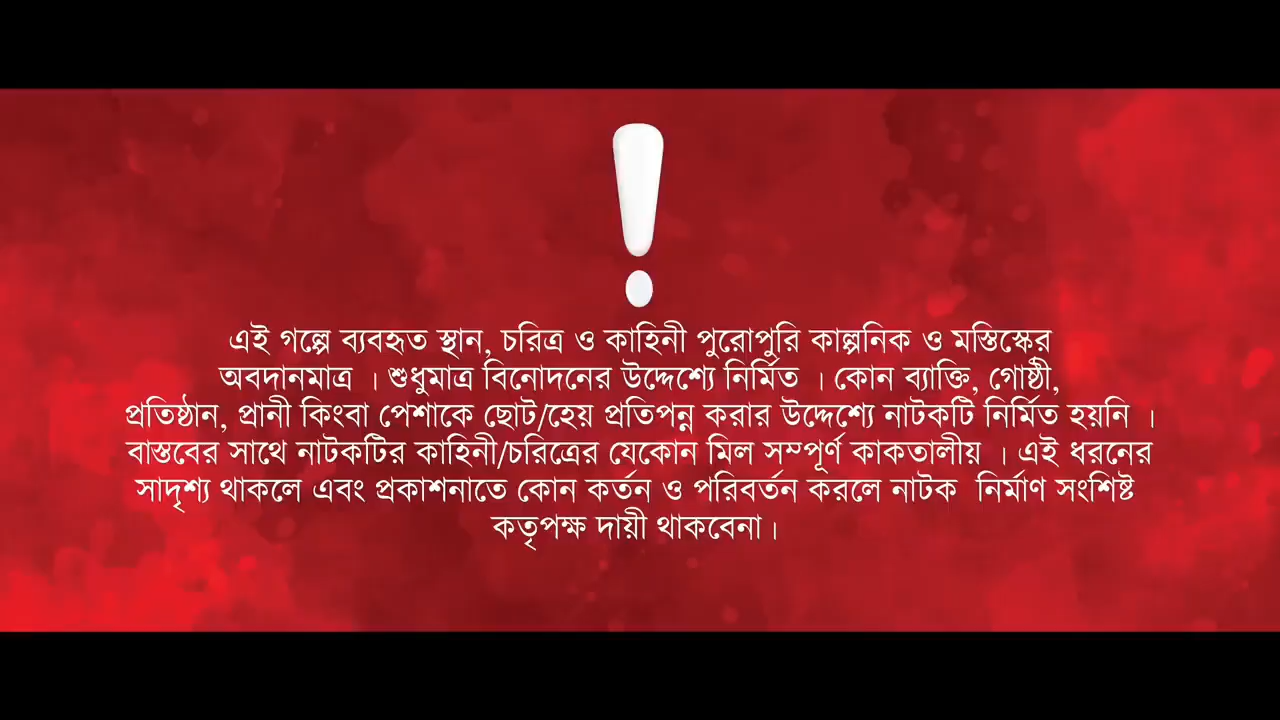 এই গল্পে ব্যবহৃত স্থান, চরিত্র ও কাহিনী পুরোপুরি কাল্পনিক ও মস্তিস্কের
অবদানমাত্র । শুধুমাত্র বিনোদনের উদ্দেশ্যে নির্মিত । কোন ব্যাক্তি, গোষ্ঠী,
প্রতিষ্ঠান, প্রানী কিংবা পেশাকে ছোট/হেয় প্রতিপন্ন করার উদ্দেশ্যে নাটকটি নির্মিত হয়নি ।
বাস্তবের সাথে নাটকটির কাহিনী/চরিত্রের যেকোন মিল সম্পূর্ণ কাকতালীয় । এই ধরনের
সাদৃশ্য থাকলে এবং প্রকাশনাতে কোন কর্তন ও পরিবর্তন করলে নাটক নির্মাণ সংশিষ্ট
কতৃপক্ষ দায়ী থাকবেনা।